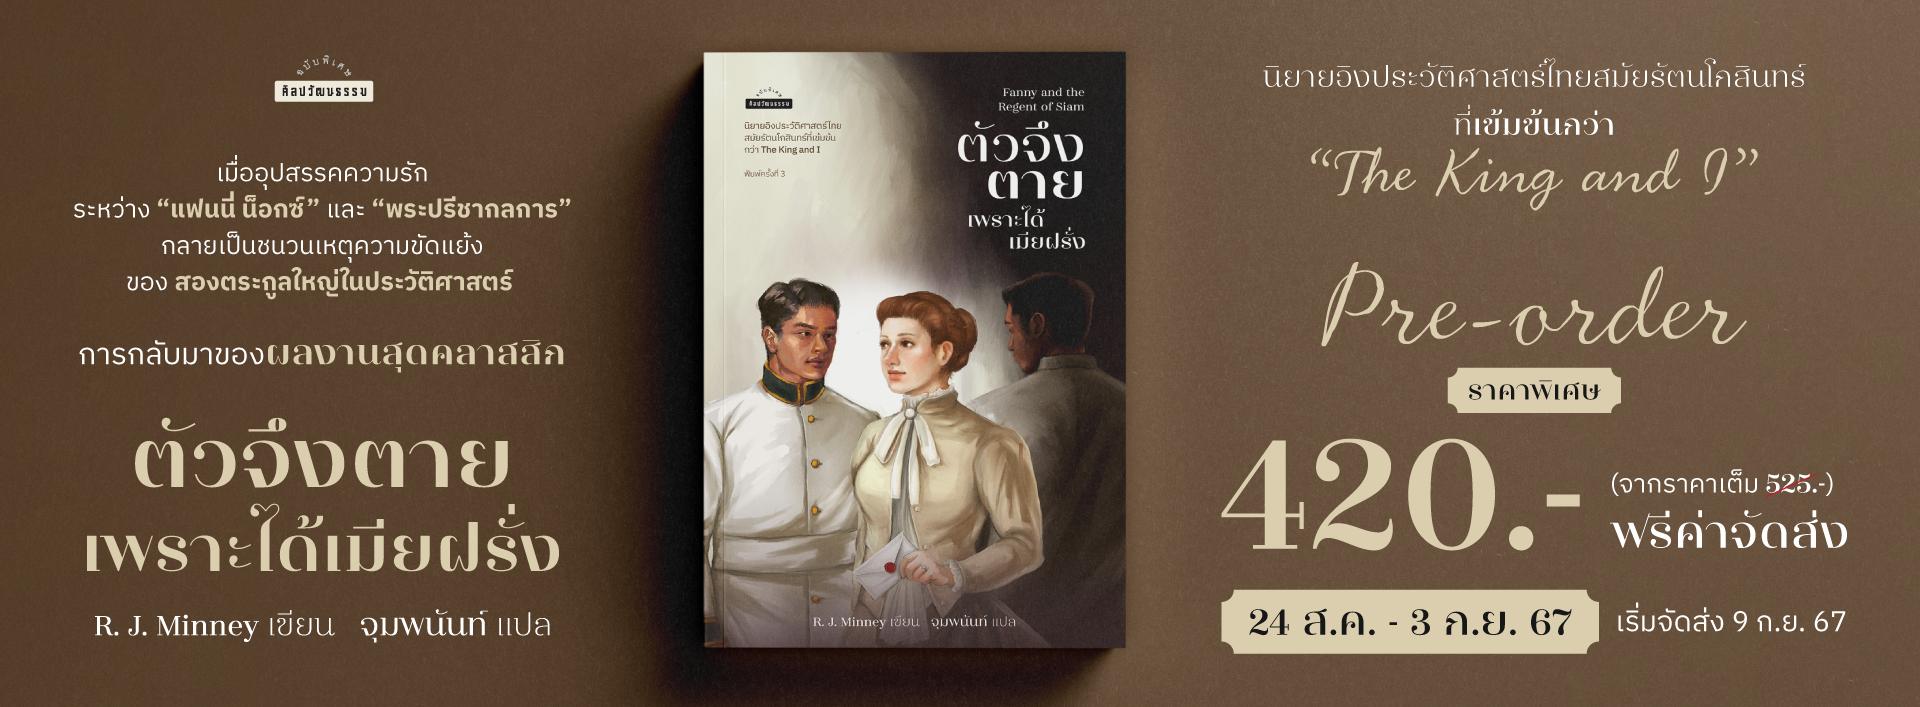 ฉบับพิเศษ
ศิลปวัฒนธรรม
เมื่ออุปสรรคความรัก
ระหว่าง “แฟนนี่ น็อกซ์” และ “พระปรีชากลการ”
กลายเป็นชนวนเหตุความขัดแย้ง
ของ สองตระกูลใหญ่ในประวัติศาสตร์
การกลับมาของผลงานสุดคลาสสิก
ตัวจึงตาย
เพราะได้เมียฝรั่ง
R. J. Minney เขียน จุมพนันท์ แปล
ฉบับพิเศษ
ศิลปวัฒนธรรม
นิยายอิงประวัติศาสตร์ไทย
สมัยรัตนโกสินทร์ที่เข้มข้น
กว่า The King and I
พิมพ์ครั้งที่ 3
Fanny and the
Regent of Siam
ตัวจึง
ตาย
เพราะได้
เมียฝรั่ง
R. J. Minney เขียน จุมพนันท์ แปล
นิยายอิงประวัติศาสตร์ไทยสมัยรัตนโกสินทร์
ที่เข้มข้นกว่า
“The King and I”
Pre-order
ราคาพิเศษ
420.-
(จากราคาเต็ม 525.-)
ฟรีค่าจัดส่ง
24 ส.ค. - 3 ก.ย. 67
เริ่มจัดส่ง 9 ก.ย. 67